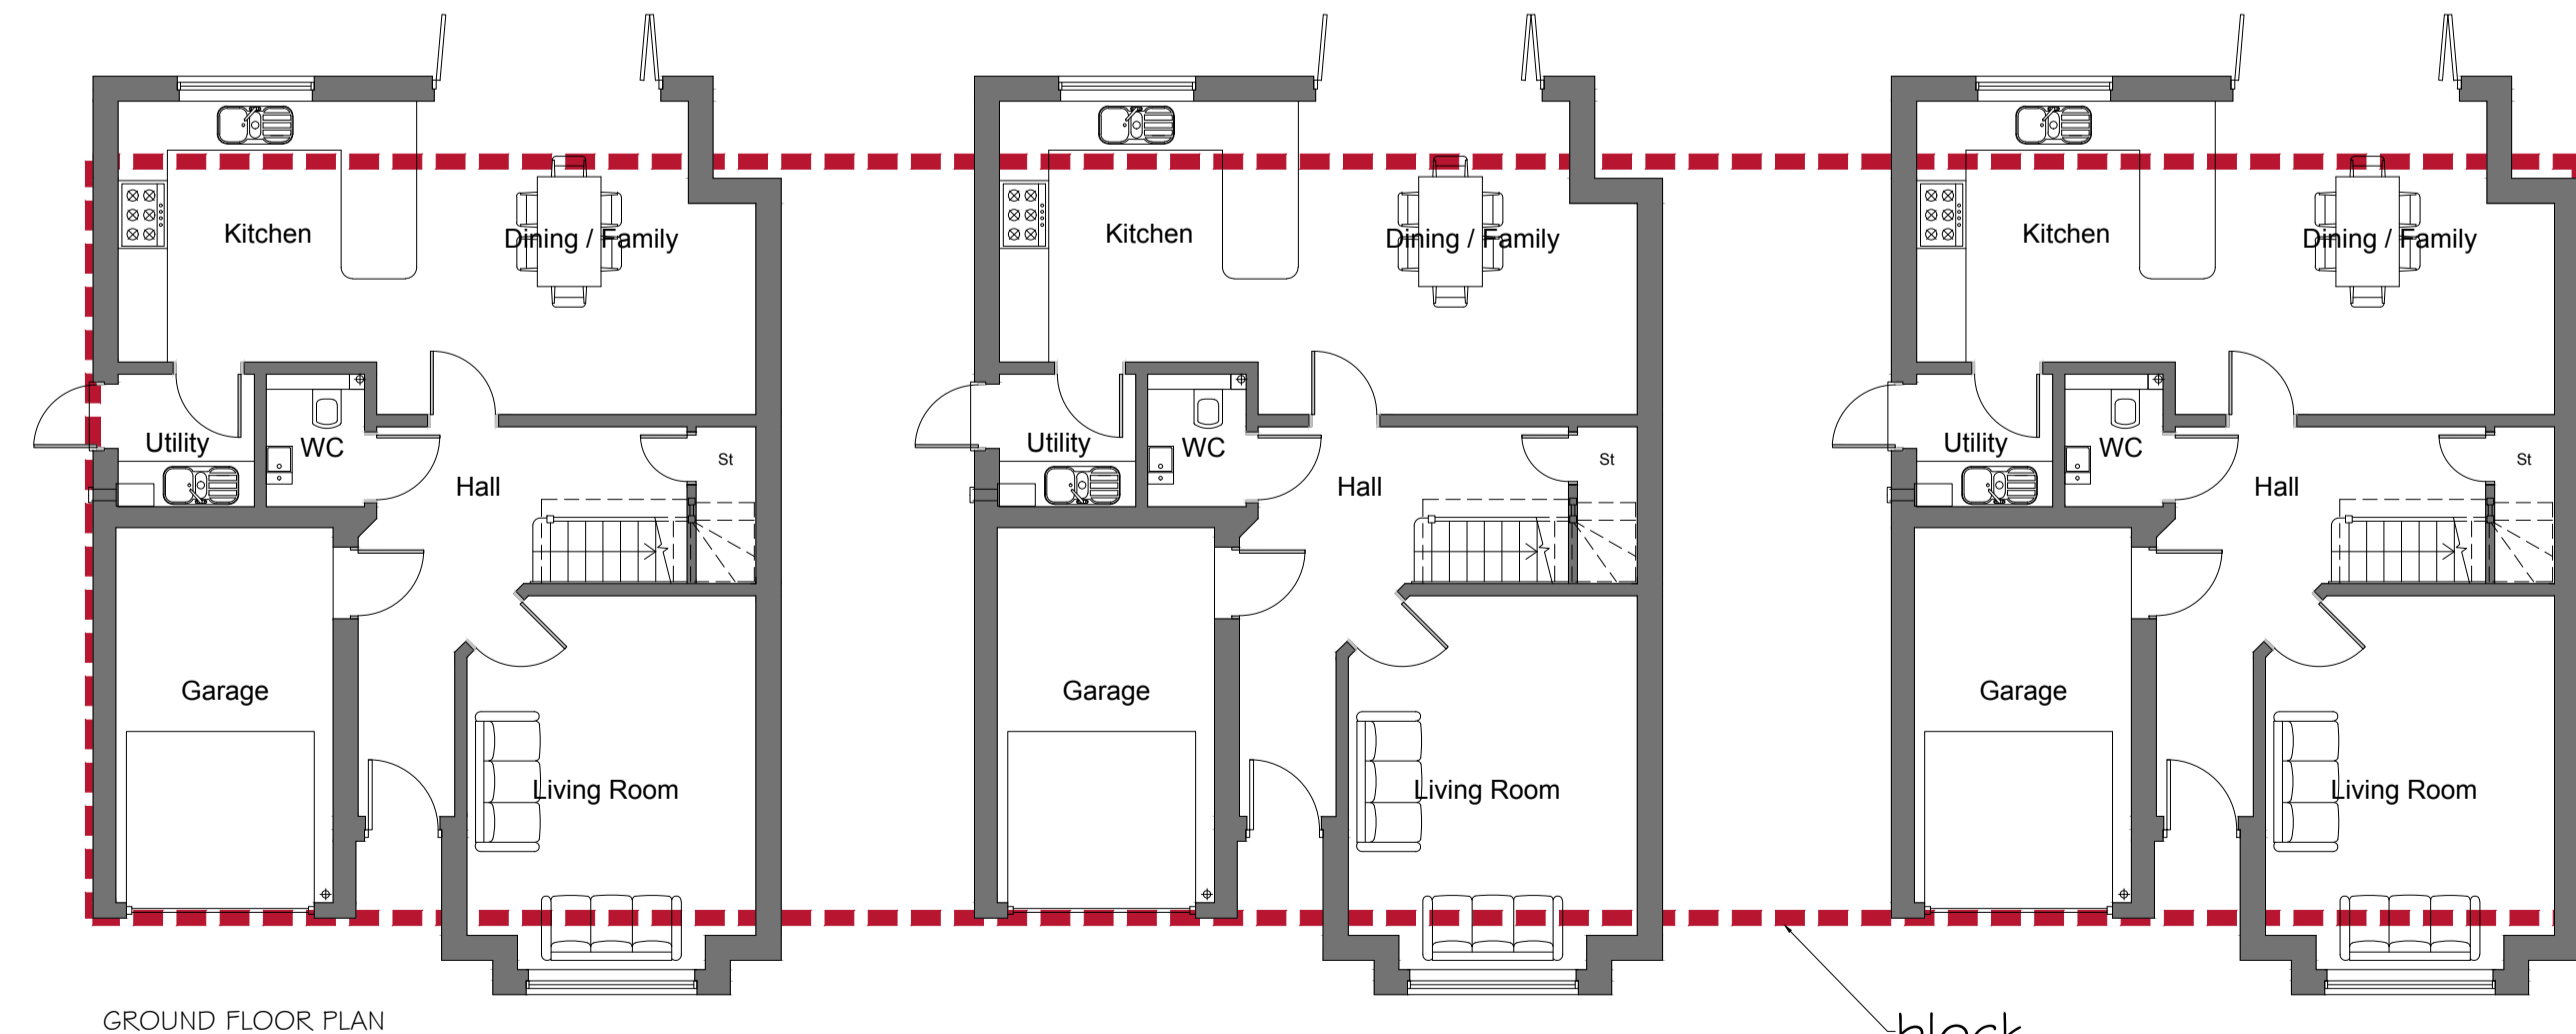 Kitchen Dining / Family Kitchen Dining / Family Kitchen Dining / Family
Utility WC St Utility WC St Utility WC St
Hall Hall Hall
Garage Garage Garage
Living Room Living Room Living Room
GROUND FLOOR PLAN
block